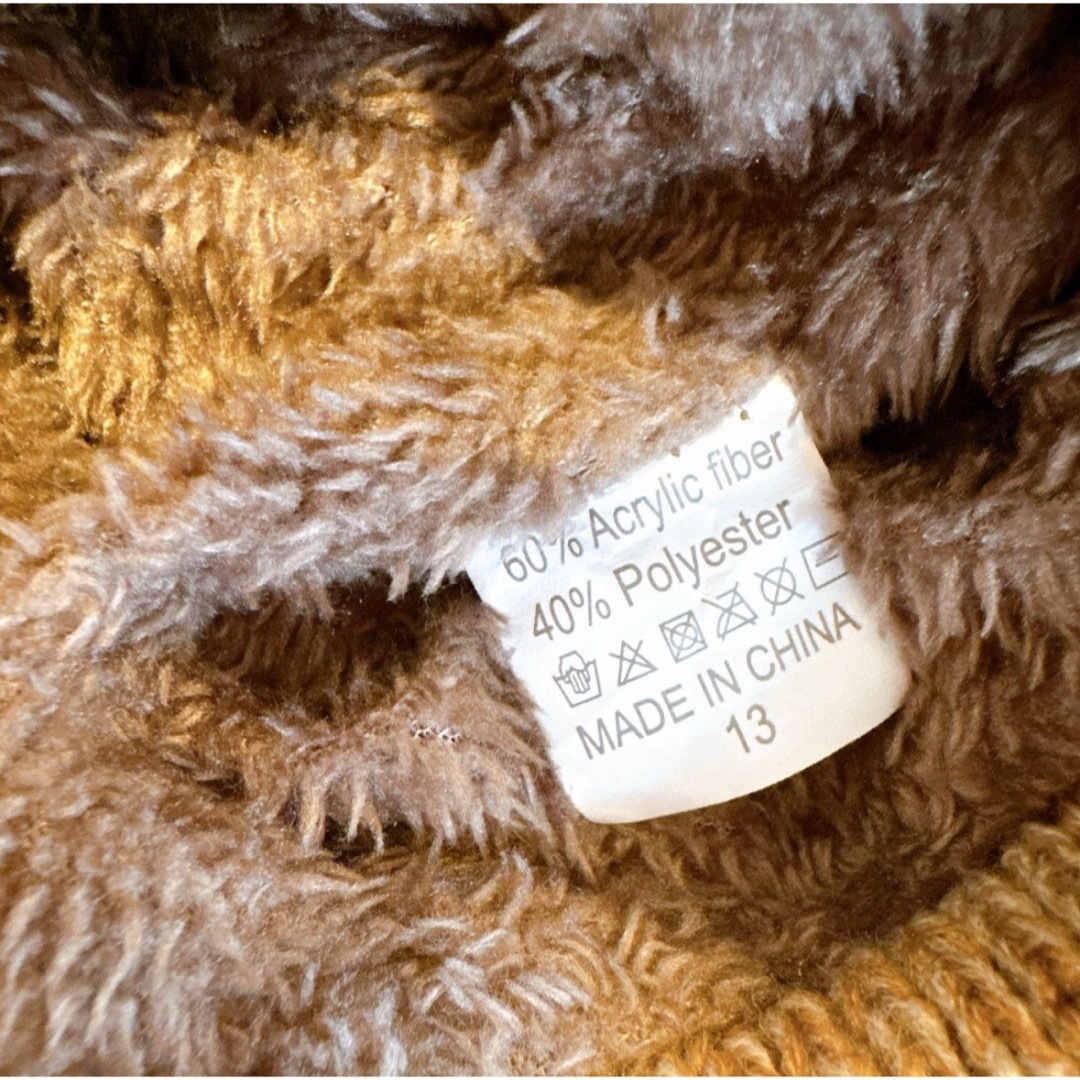 60% Acrylic fiber
40% Polyester
MADE IN CHINA
13